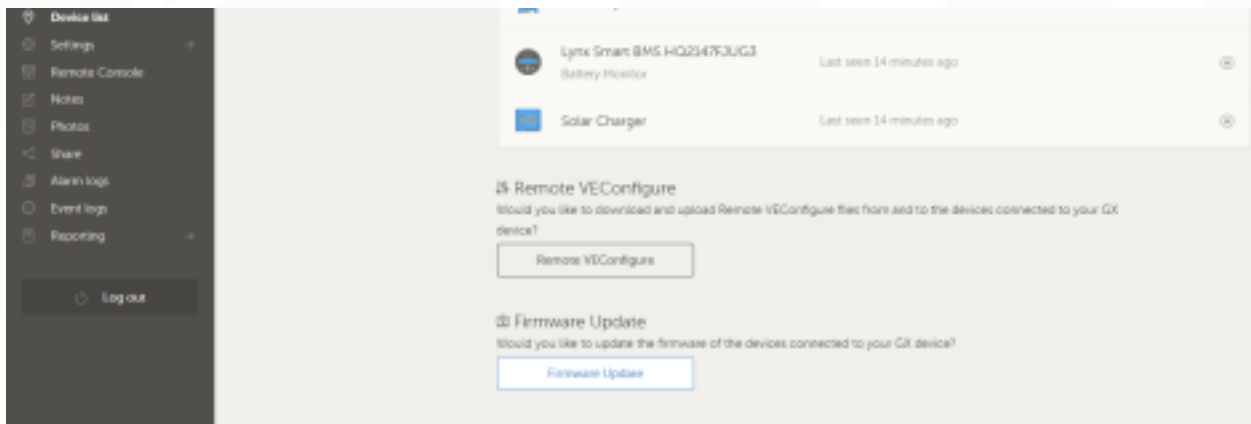 Device list
Settings
Remote Console
Notes
Photos
Share
Alarm logs
Event logs
Reporting
Log out
Lynx Smart BMS HQ2147FJUG3
Battery Monitor
Last seen 14 minutes ago
Solar Charger
Last seen 14 minutes ago
Remote VEConfigure
Would you like to download and upload Remote VEConfigure files from and to the devices connected to your GX
device?
Remote VEConfigure
Firmware Update
Would you like to update the firmware of the devices connected to your GX device?
Firmware Update